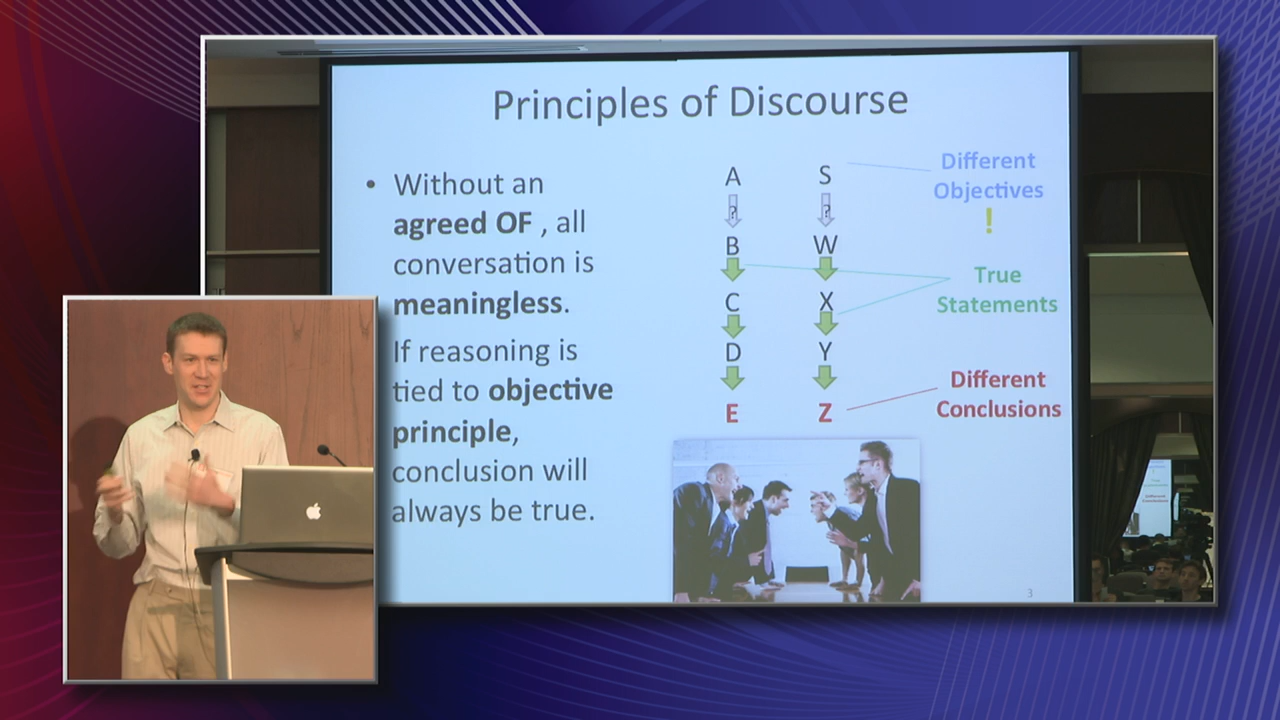 Principles of Discourse
• Without an
agreed OF , all
conversation is
meaningless.
If reasoning is
tied to objective
principle,
conclusion will
always be true.
A S
? ?
B W
C X
D Y
E Z
Different
Objectives
!
True
Statements
Different
Conclusions
3